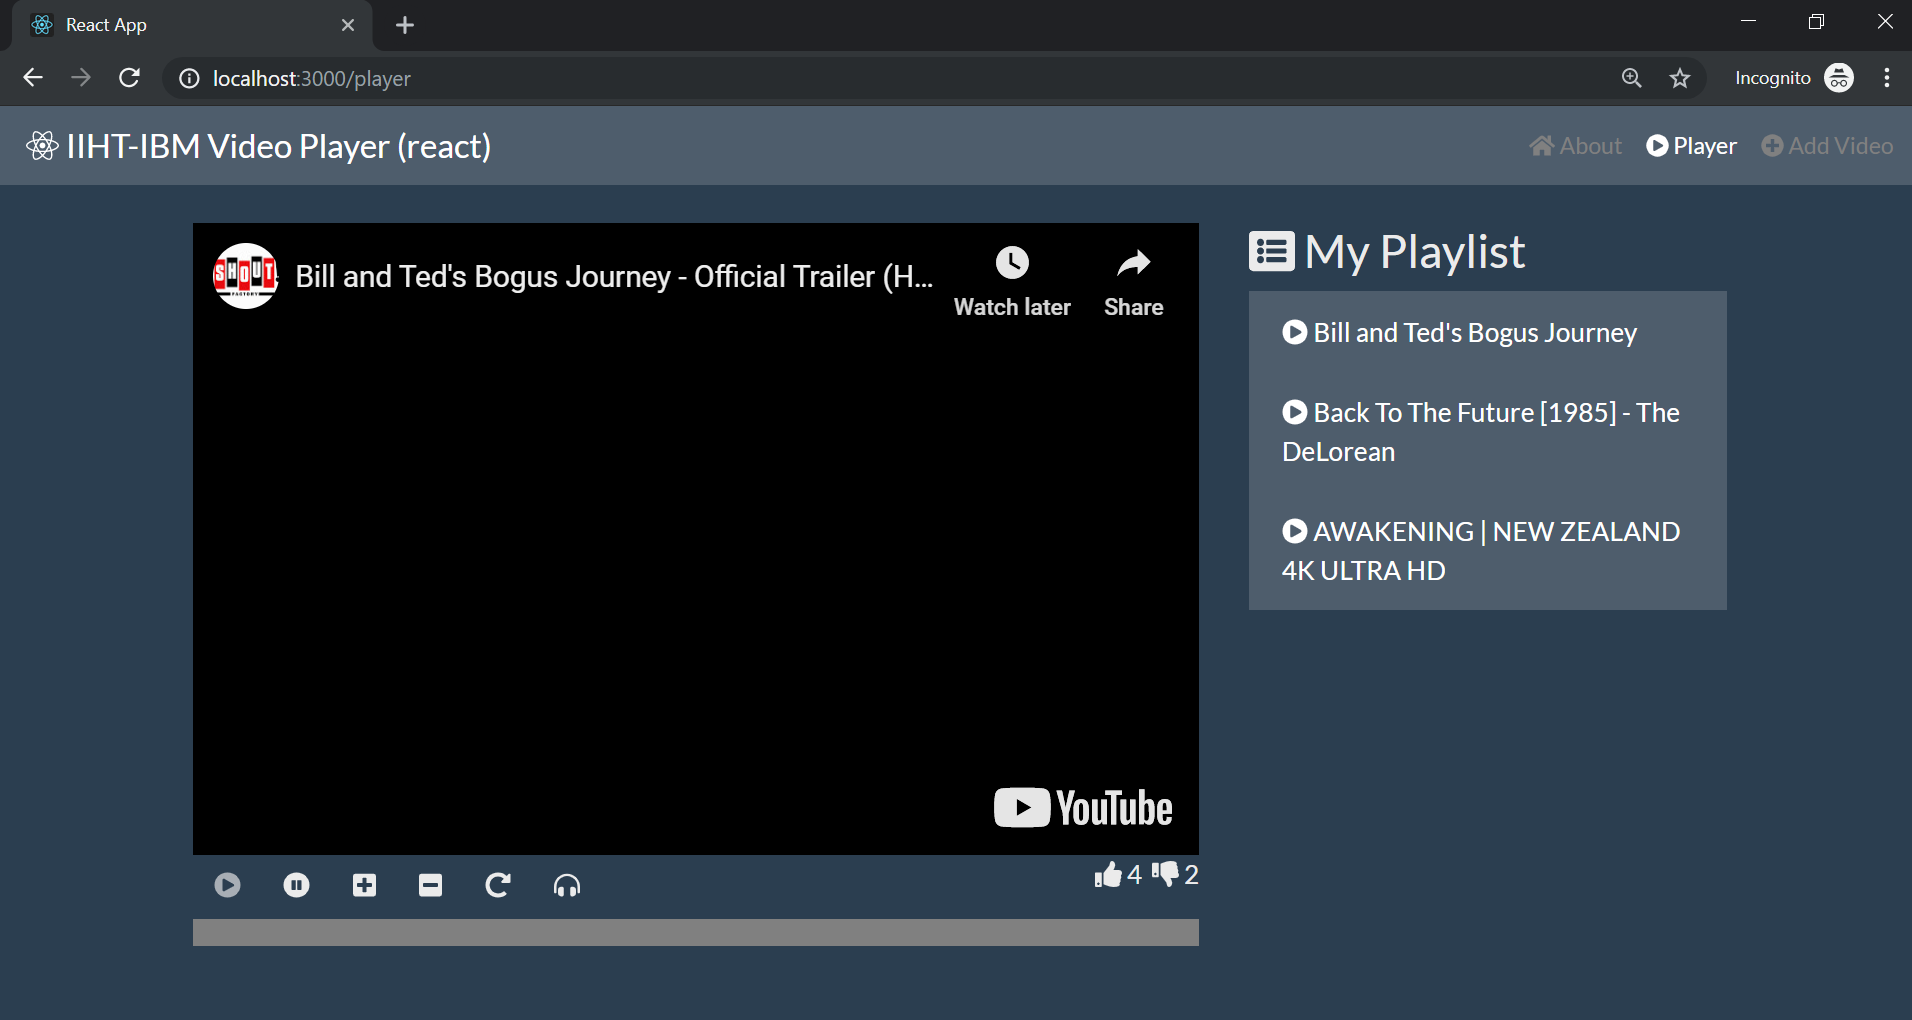 React App
localhost:3000/player
Incognito
IIHT-IBM Video Player (react)
About Player Add Video
SHOUT!
FACTORY
Bill and Ted's Bogus Journey - Official Trailer (H...
Watch later
Share
YouTube
4 2
My Playlist
Bill and Ted's Bogus Journey
Back To The Future [1985] - The
DeLorean
AWAKENING | NEW ZEALAND
4K ULTRA HD